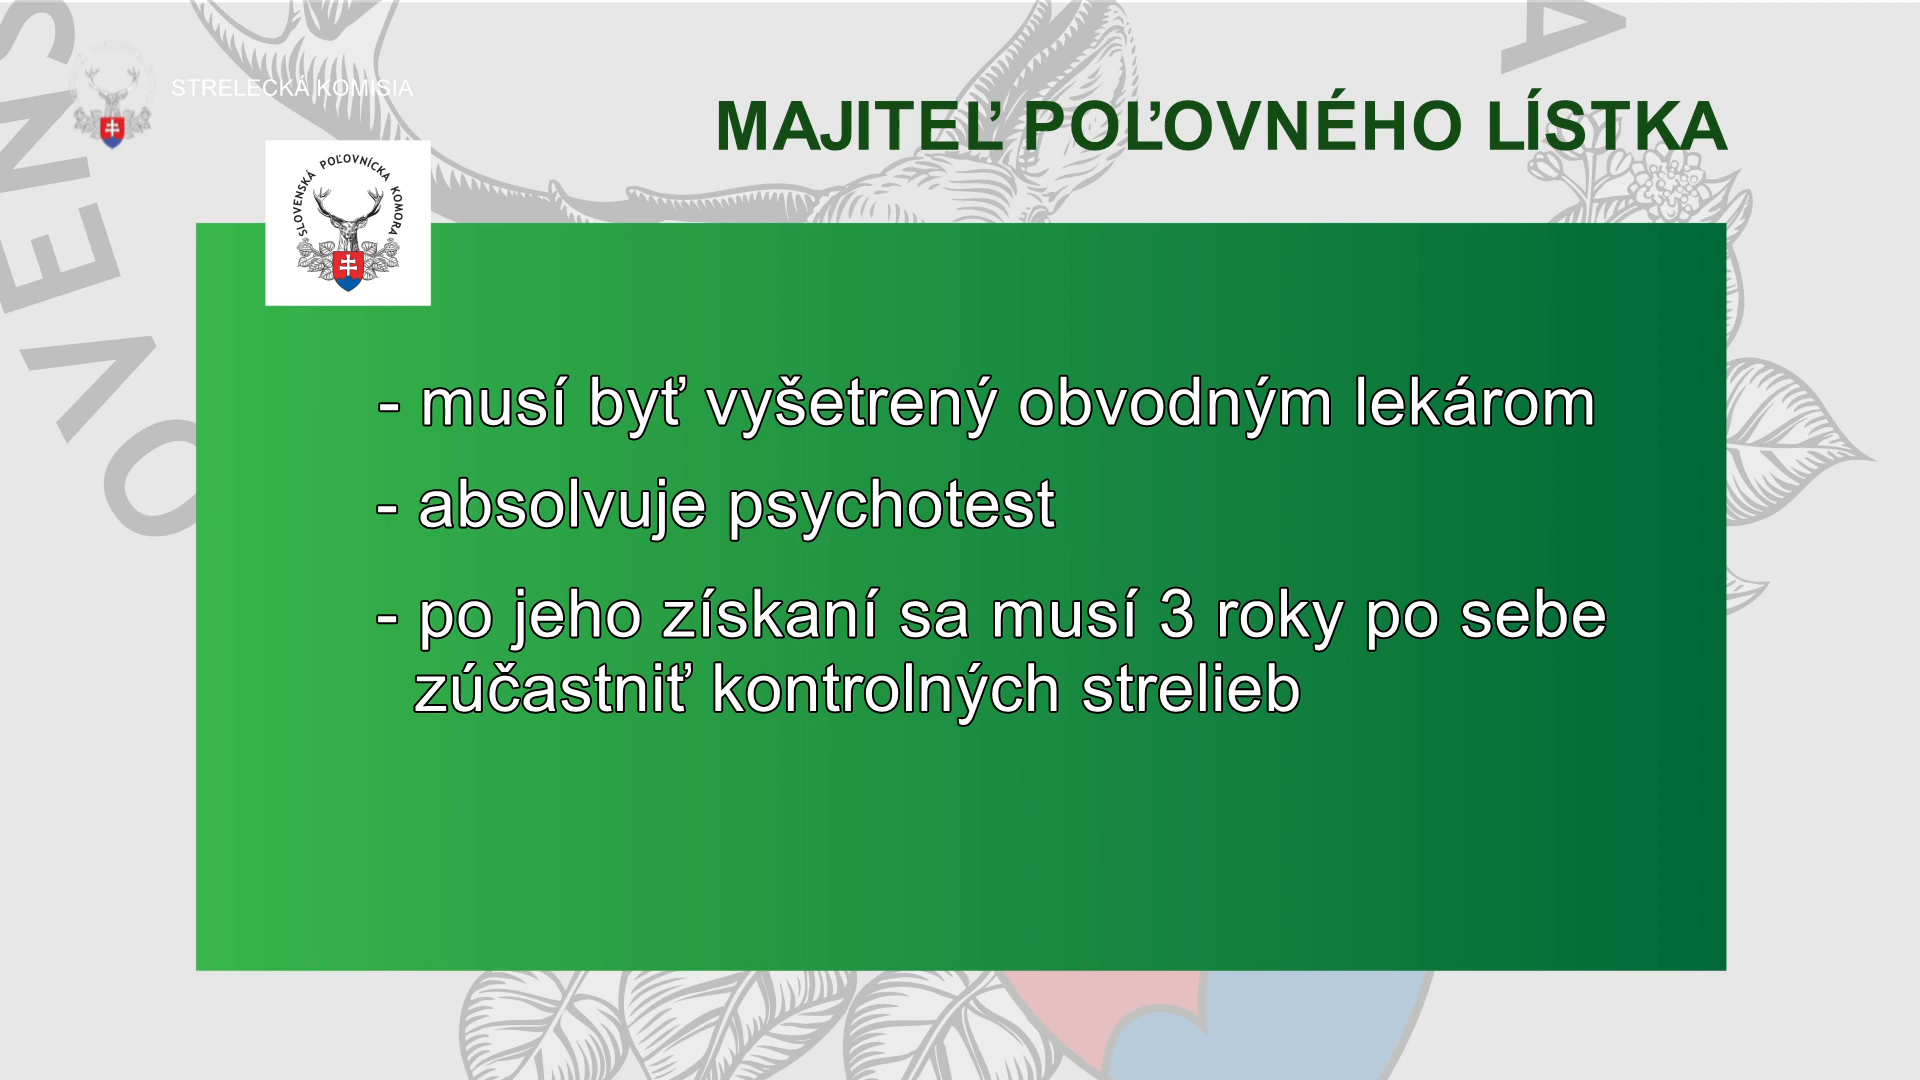 STRELECKÁ KOMISIA
MAJITEĽ POĽOVNÉHO LÍSTKA
SLOVENSKÁ POĽOVNÍCKA KOMORA
- musí byť vyšetrený obvodným lekárom
- absolvuje psychotest
- po jeho získaní sa musí 3 roky po sebe
zúčastniť kontrolných strelieb